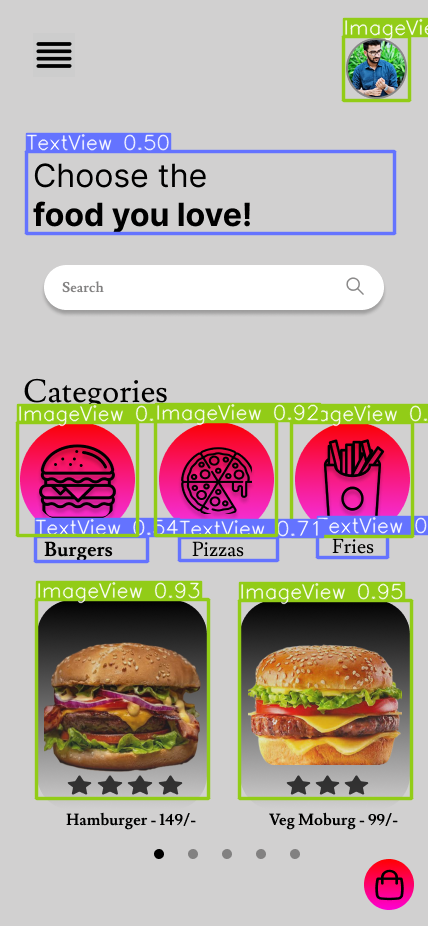 ImageVie
TextView 0.50
Choose the
food you love!
Search
Categories
ImageView 0.
ImageView 0.92
ageView 0.
TextView 0.54
TextView 0.71
TextView 0
Burgers
Pizzas
Fries
ImageView 0.93
ImageView 0.95
Hamburger - 149/-
Veg Moburg - 99/-